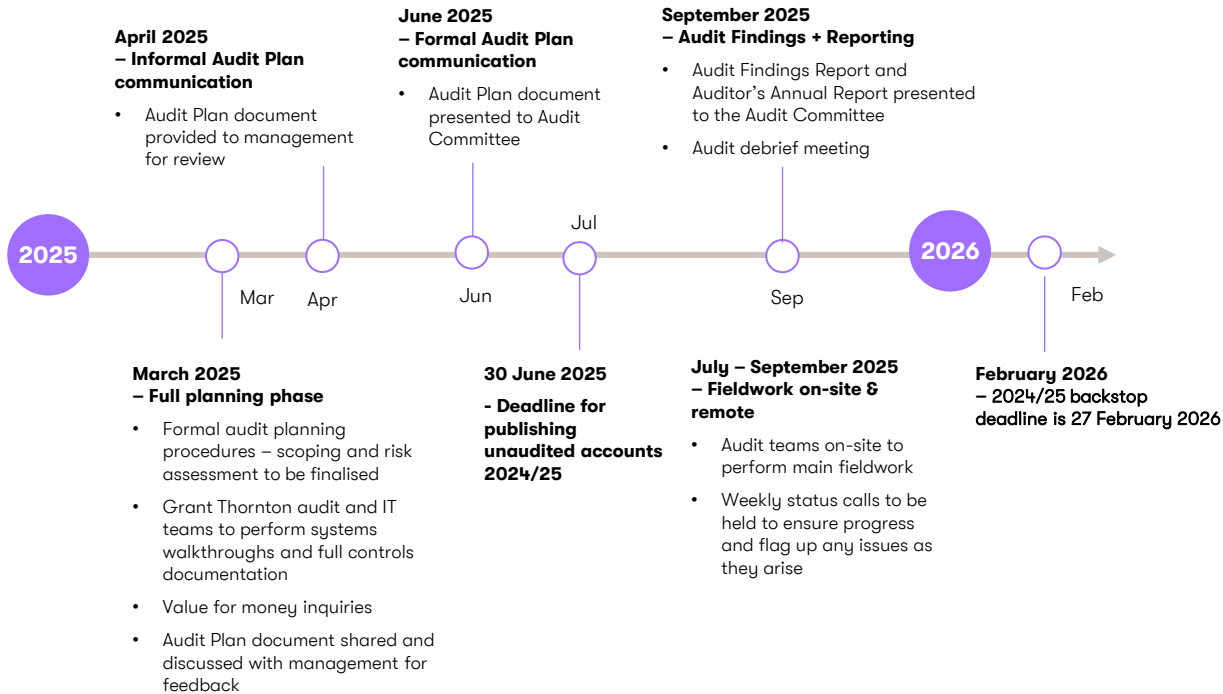 April 2025
– Informal Audit Plan
communication
• Audit Plan document
provided to management
for review
June 2025
– Formal Audit Plan
communication
• Audit Plan document
presented to Audit
Committee
September 2025
– Audit Findings + Reporting
• Audit Findings Report and
Auditor’s Annual Report presented
to the Audit Committee
• Audit debrief meeting
2025
Mar
Apr
Jun
Jul
Sep
2026
Feb
March 2025
– Full planning phase
• Formal audit planning
procedures – scoping and risk
assessment to be finalised
• Grant Thornton audit and IT
teams to perform systems
walkthroughs and full controls
documentation
• Value for money inquiries
• Audit Plan document shared and
discussed with management for
feedback
30 June 2025
- Deadline for
publishing
unaudited accounts
2024/25
July – September 2025
– Fieldwork on-site &
remote
• Audit teams on-site to
perform main fieldwork
• Weekly status calls to be
held to ensure progress
and flag up any issues as
they arise
February 2026
– 2024/25 backstop
deadline is 27 February 2026